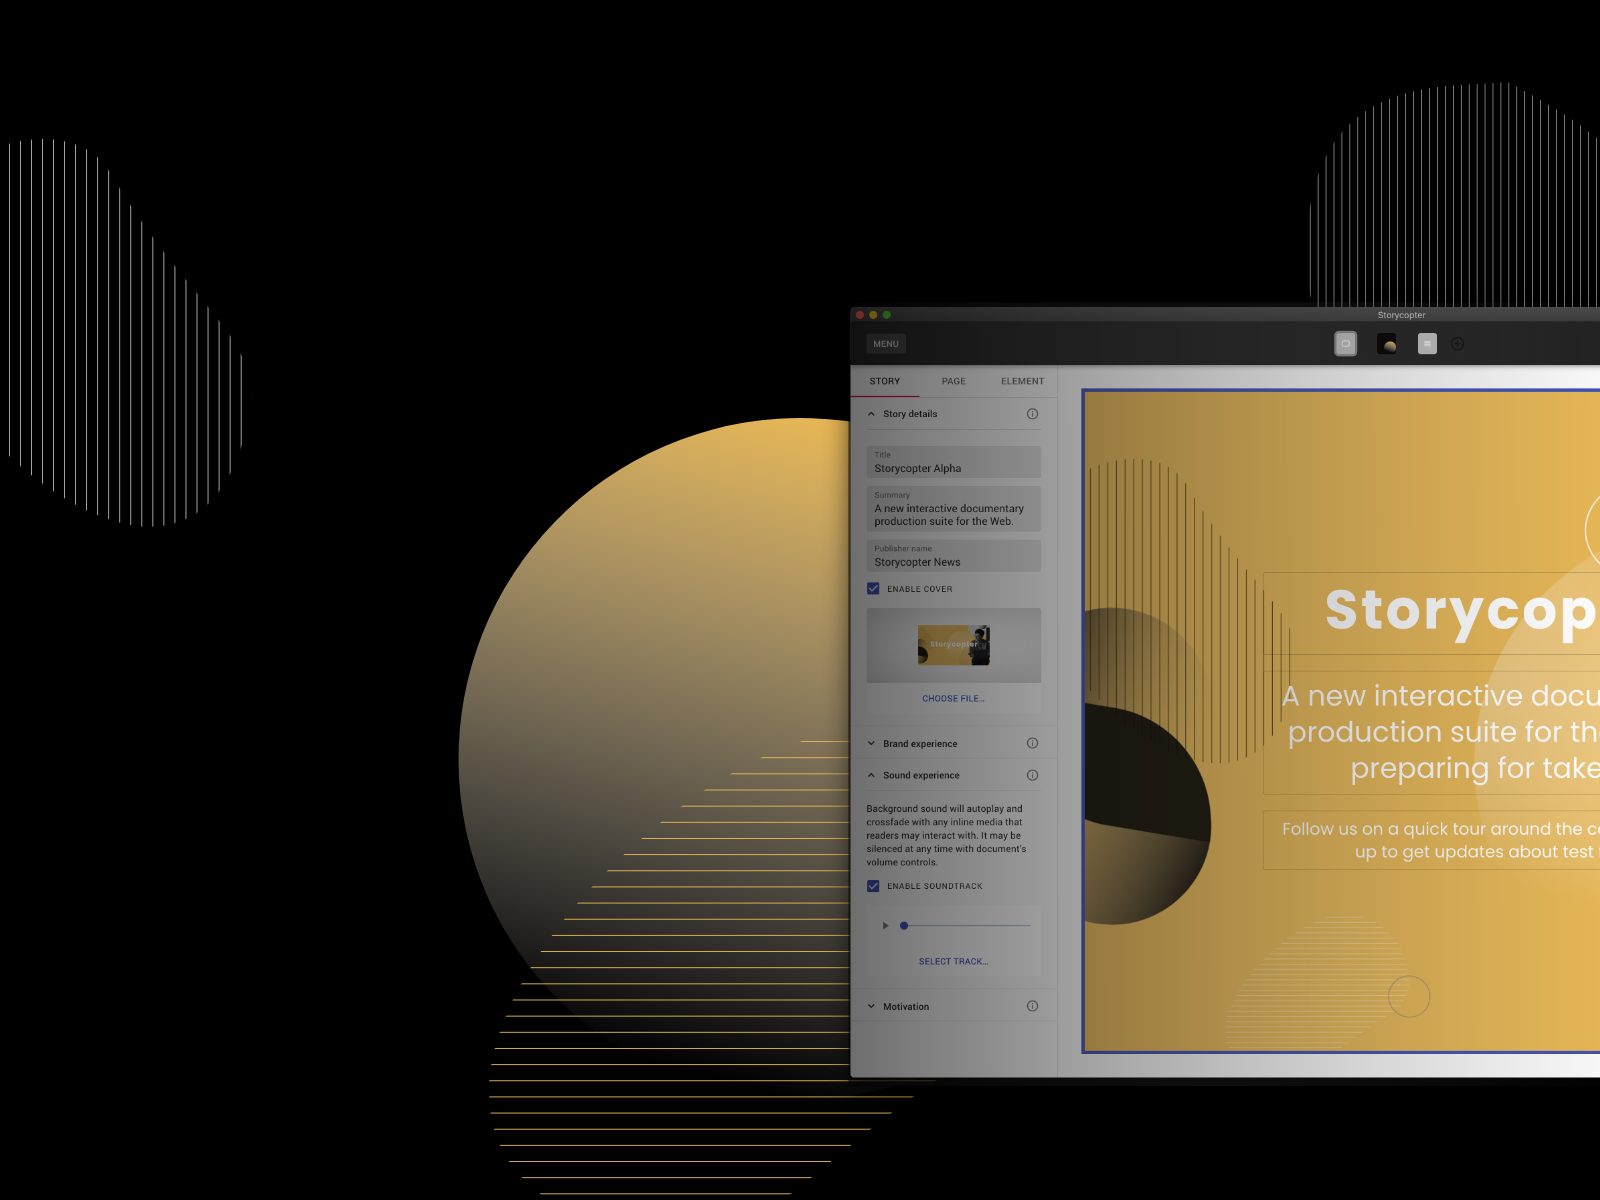 Storycopter
MENU
STORY PAGE ELEMENT
Story details
Title
Storycopter Alpha
Summary
A new interactive documentary
production suite for the Web.
Publisher name
Storycopter News
ENABLE COVER
Storycopter
CHOOSE FILE...
Brand experience
Sound experience
Background sound will autoplay and
crossfade with any inline media that
readers may interact with. It may be
silenced at any time with document's
volume controls.
ENABLE SOUNDTRACK
SELECT TRACK...
Motivation
Storycop
A new interactive docu
production suite for th
preparing for take
Follow us on a quick tour around the c
up to get updates about test